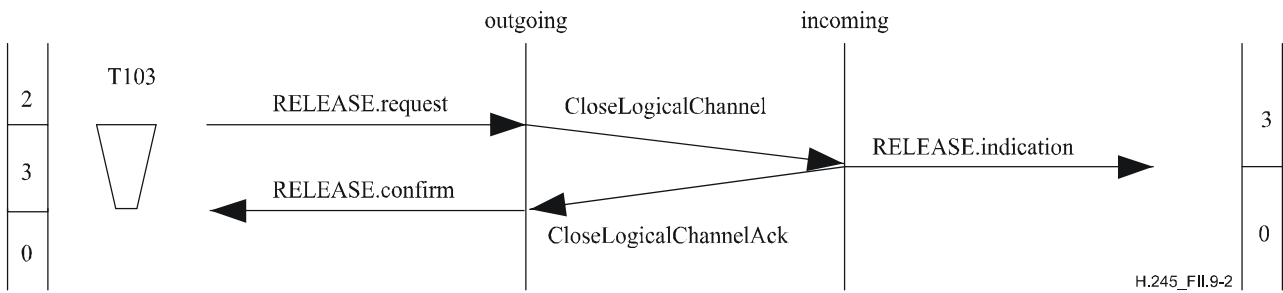 outgoing
incoming
T103
2
RELEASE.request
CloseLogicalChannel
3
RELEASE.indication
3
RELEASE.confirm
CloseLogicalChannelAck
0
0
H.245_FII.9-2